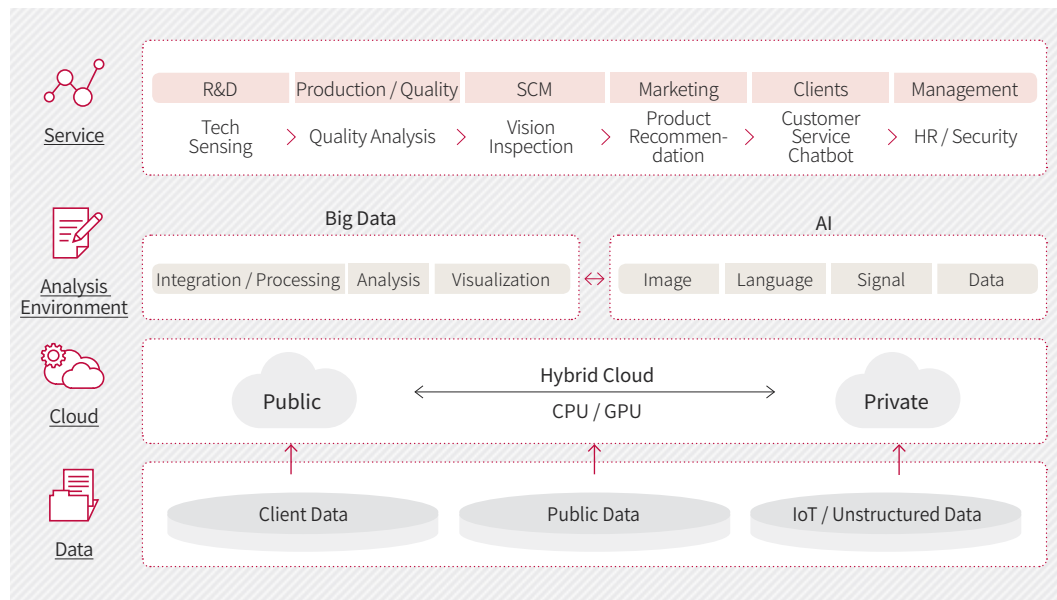 Service
R&D
Production / Quality
SCM
Marketing
Clients
Management
Tech
Sensing
Quality Analysis
Vision
Inspection
Product
Recommen-
dation
Customer
Service
Chatbot
HR / Security
Analysis
Environment
Big Data
Integration / Processing
Analysis
Visualization
AI
Image
Language
Signal
Data
Cloud
Public
Hybrid Cloud
CPU / GPU
Private
Data
Client Data
Public Data
IoT / Unstructured Data